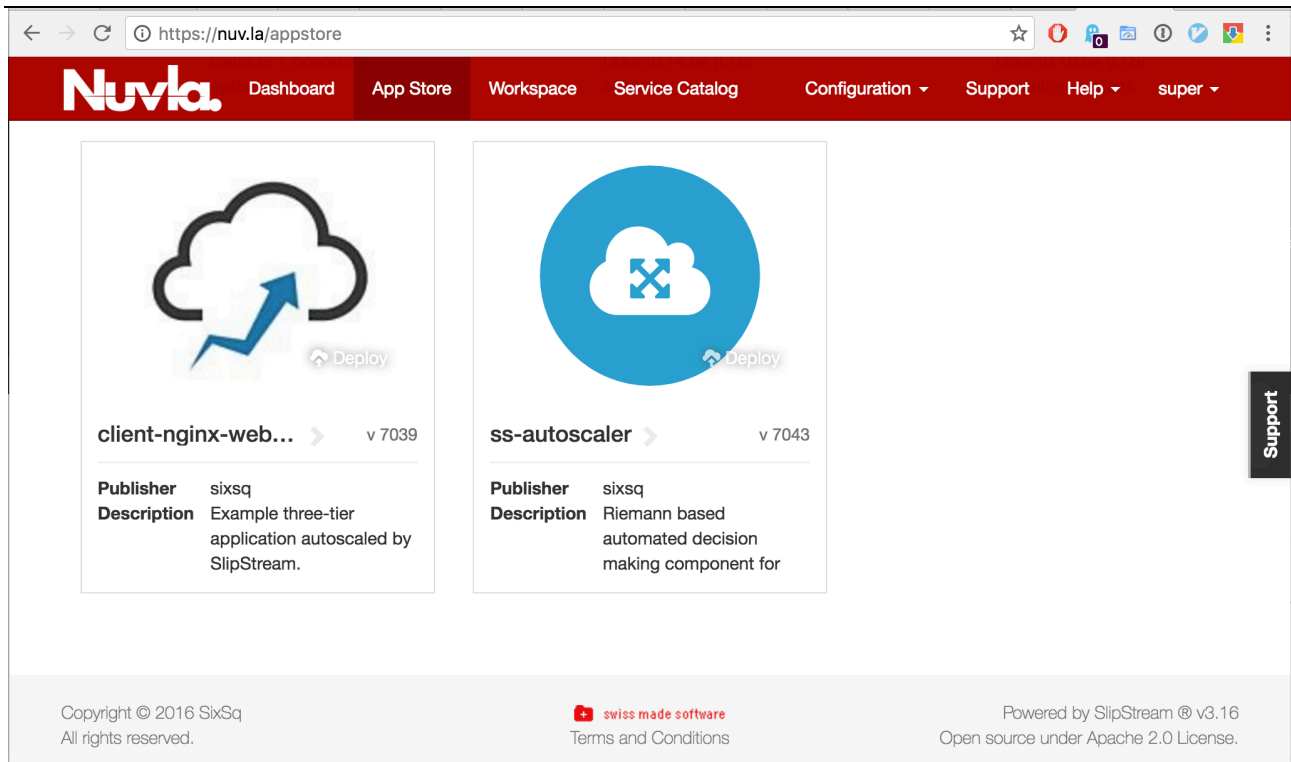 https://nuv.la/appstore
0
Nuvla. Dashboard App Store Workspace Service Catalog Configuration Support Help super
Deploy
Deploy
client-nginx-web... v 7039
ss-autoscaler v 7043
Publisher sixsq
Description Example three-tier
application autoscaled by
SlipStream.
Publisher sixsq
Description Riemann based
automated decision
making component for
Support
Copyright © 2016 SixSq
All rights reserved.
swiss made software
Terms and Conditions
Powered by SlipStream ® v3.16
Open source under Apache 2.0 License.